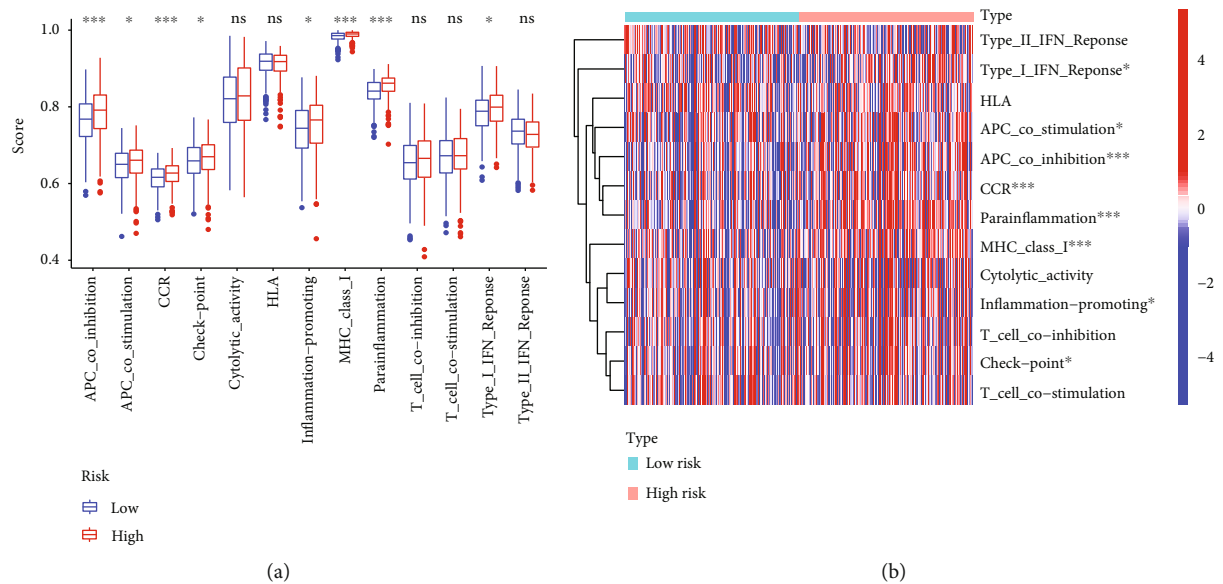 *** * *** * ns ns * *** *** ns ns * ns
1.0
0.8
0.6
0.4
Score
APC_co_inhibition
APC_co_stimulation
CCR
Check–point
Cytolytic_activity
HLA
Inflammation–promoting
MHC_class_I
Parainflammation
T_cell_co–inhibition
T_cell_co–stimulation
Type_I_IFN_Reponse
Type_II_IFN_Reponse
Risk
Low
High
(a)
Type
Type_II_IFN_Reponse
Type_I_IFN_Reponse*
HLA
APC_co_stimulation*
APC_co_inhibition***
CCR***
Parainflammation***
MHC_class_I***
Cytolytic_activity
Inflammation–promoting*
T_cell_co–inhibition
Check–point*
T_cell_co–stimulation
4
2
0
−2
−4
Type
Low risk
High risk
(b)